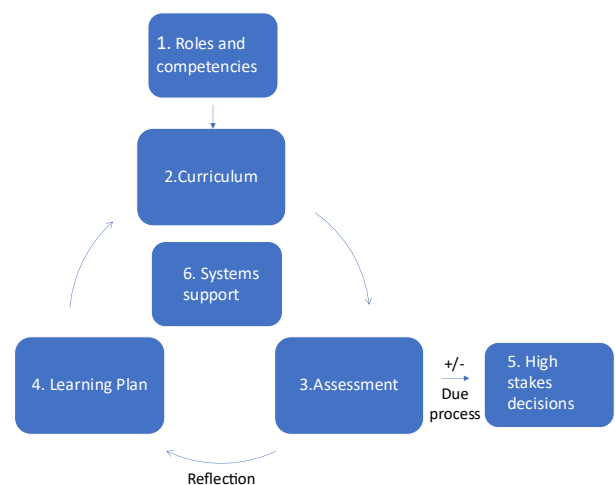 1. Roles and
competencies
2.Curriculum
6. Systems
support
4. Learning Plan
3.Assessment
+/-
Due
process
5. High
stakes
decisions
Reflection